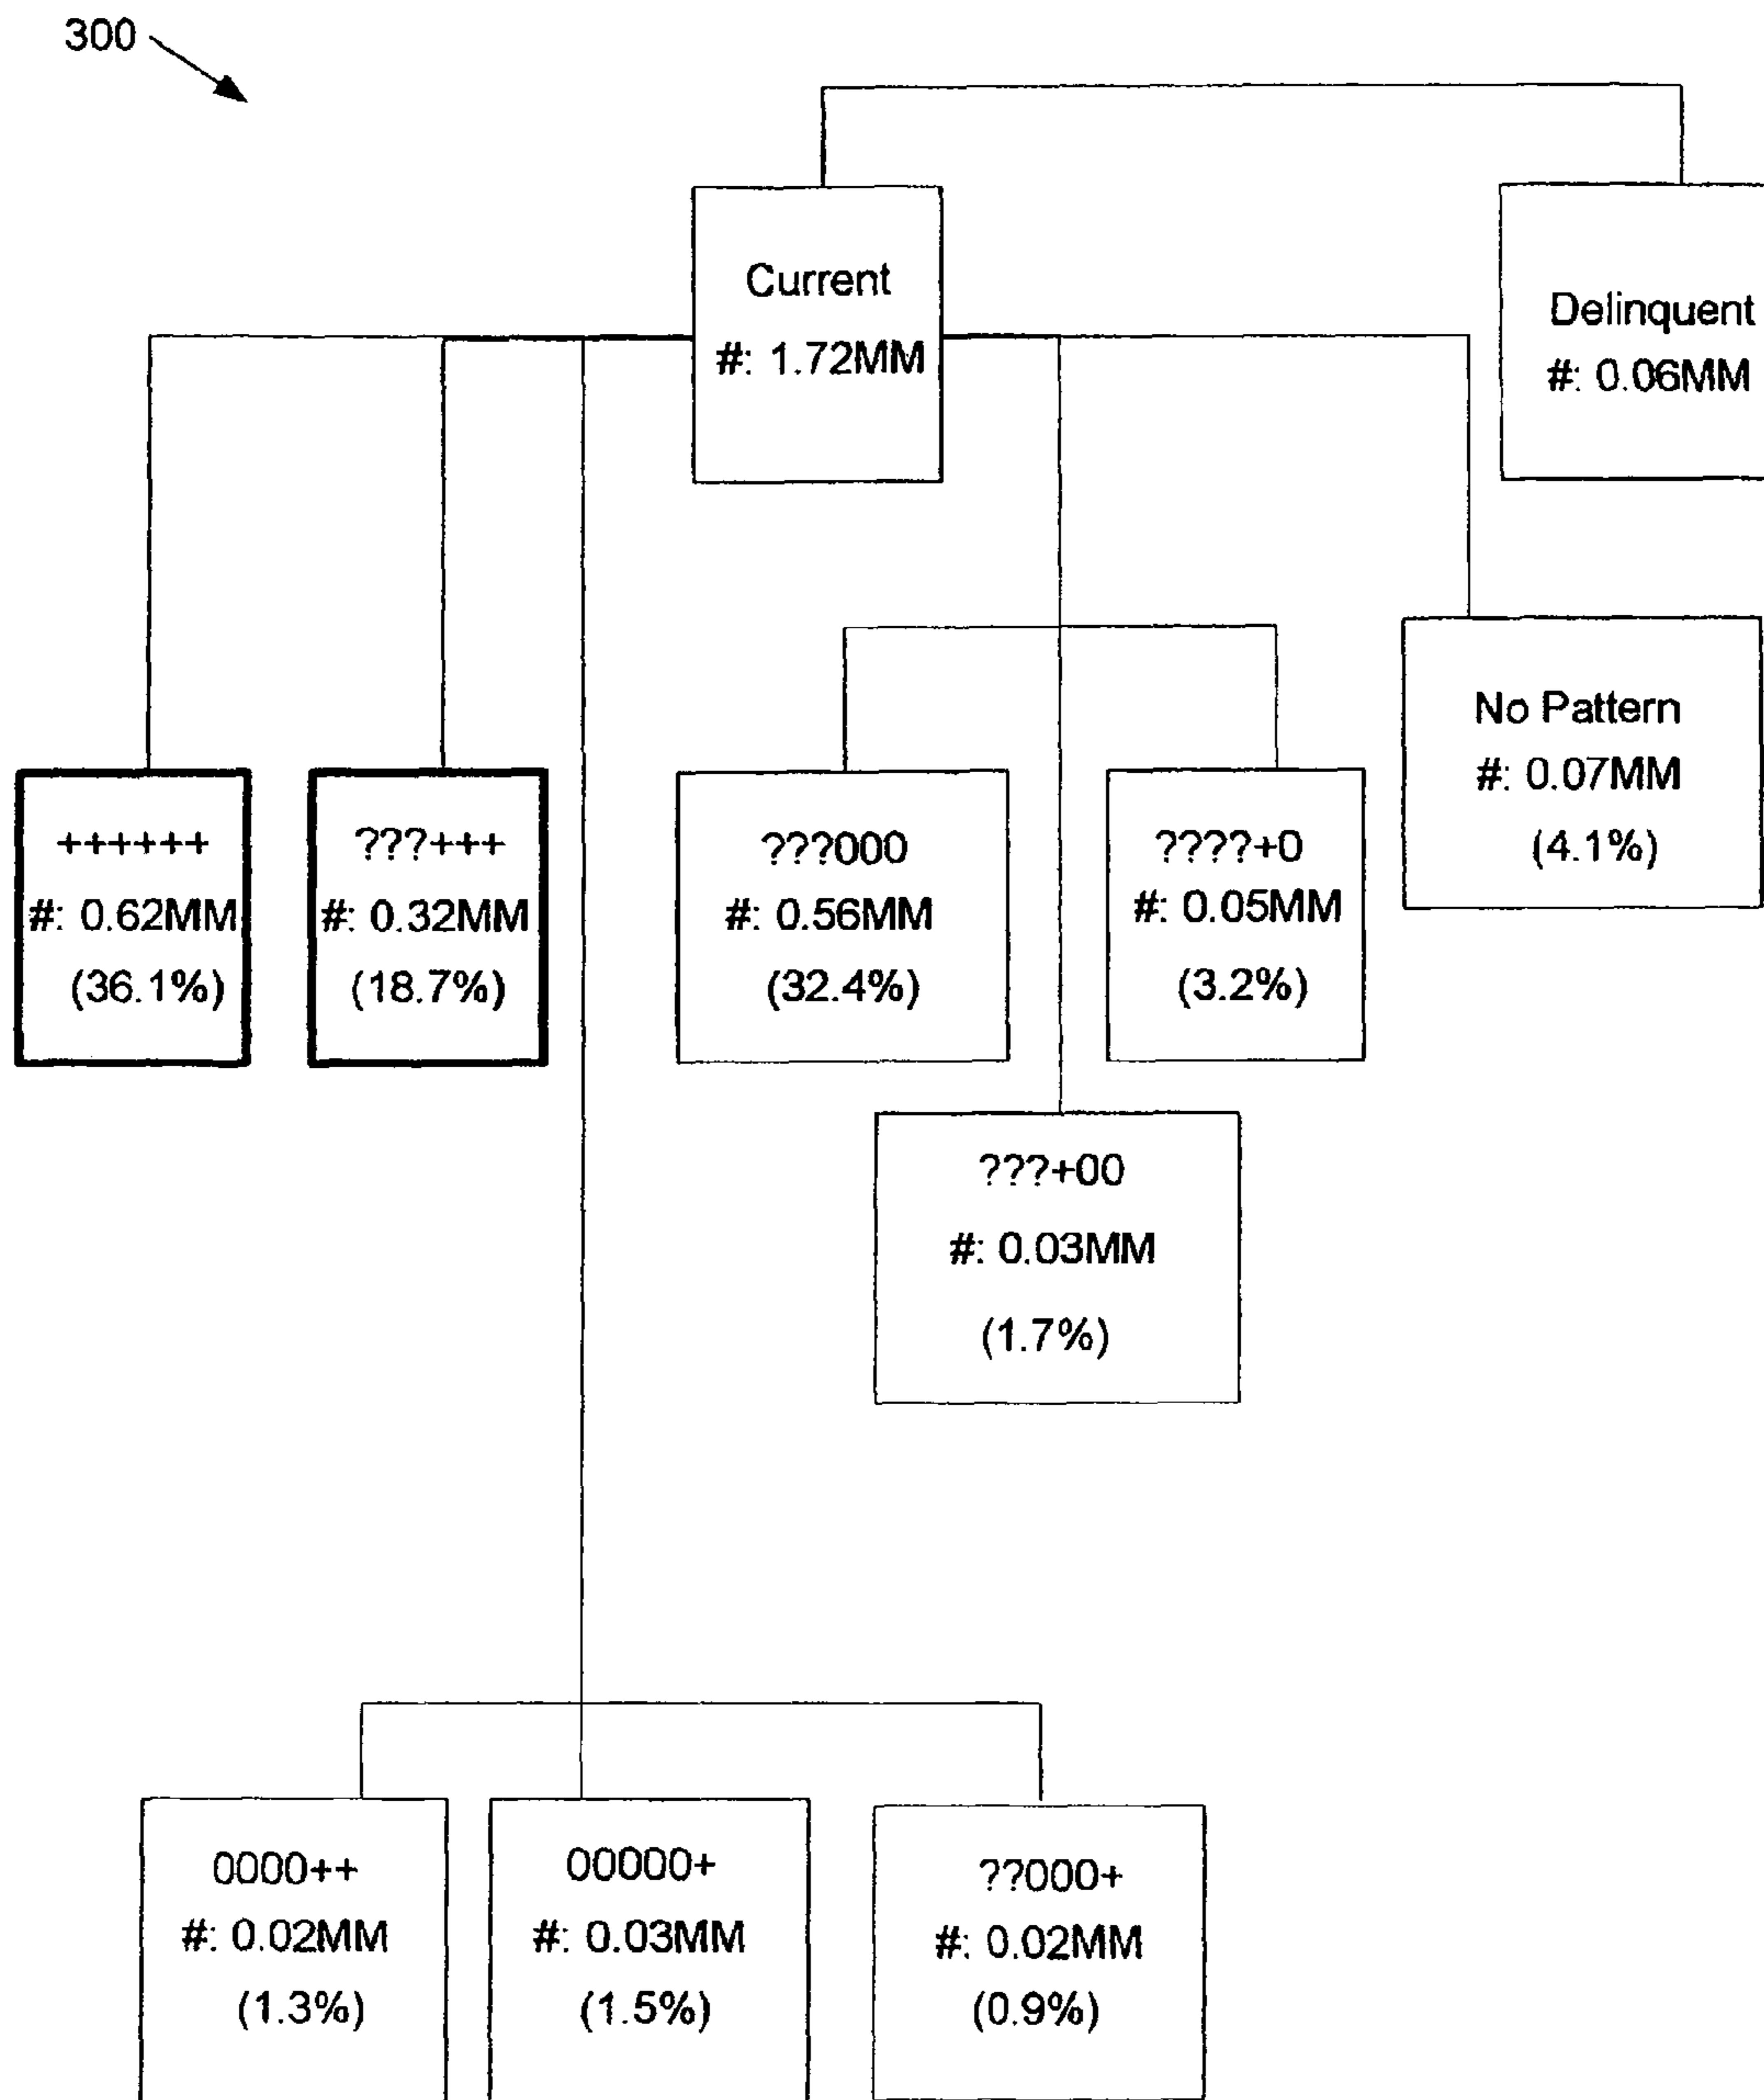 300
Current
#: 1.72MM
Delinquent
#: 0.06MM
No Pattern
#: 0.07MM
(4.1%)
++++++
#: 0.62MM
(36.1%)
???+++
#: 0.32MM
(18.7%)
???000
#: 0.56MM
(32.4%)
????+0
#: 0.05MM
(3.2%)
???+00
#: 0.03MM
(1.7%)
0000++
#: 0.02MM
(1.3%)
00000+
#: 0.03MM
(1.5%)
??000+
#: 0.02MM
(0.9%)